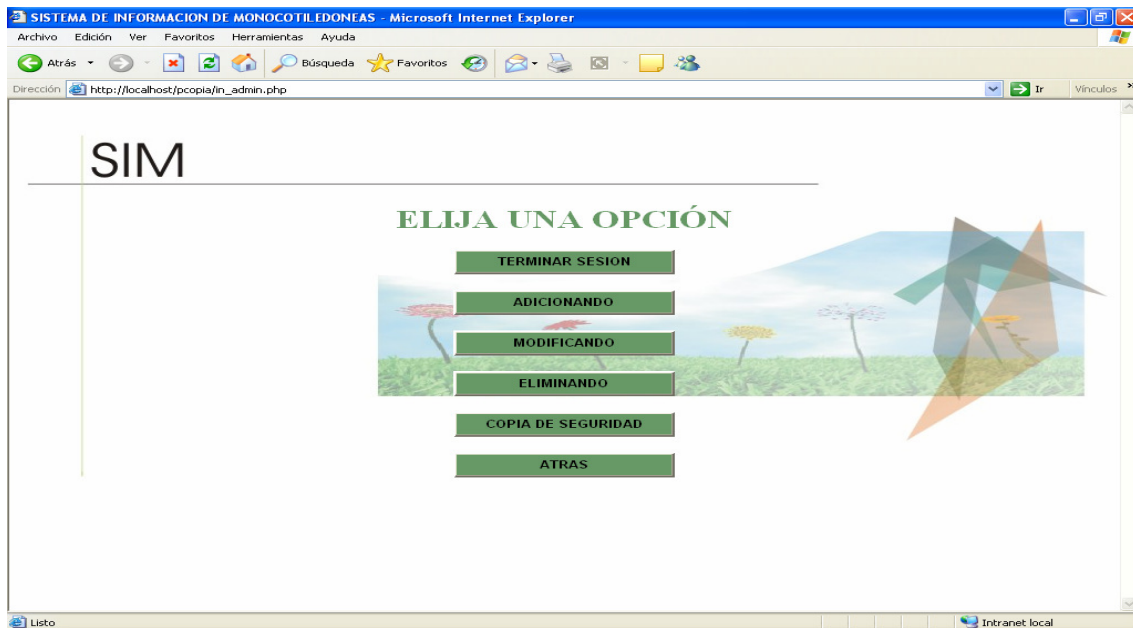 SISTEMA DE INFORMACION DE MONOCOTILEDONEAS - Microsoft Internet Explorer
Archivo Edición Ver Favoritos Herramientas Ayuda
Atrás Búsqueda Favoritos
Dirección http://localhost/pcopia/in_admin.php Ir Vínculos »
SIM
ELIJA UNA OPCIÓN
TERMINAR SESION
ADICIONANDO
MODIFICANDO
ELIMINANDO
COPIA DE SEGURIDAD
ATRAS
Listo Intranet local